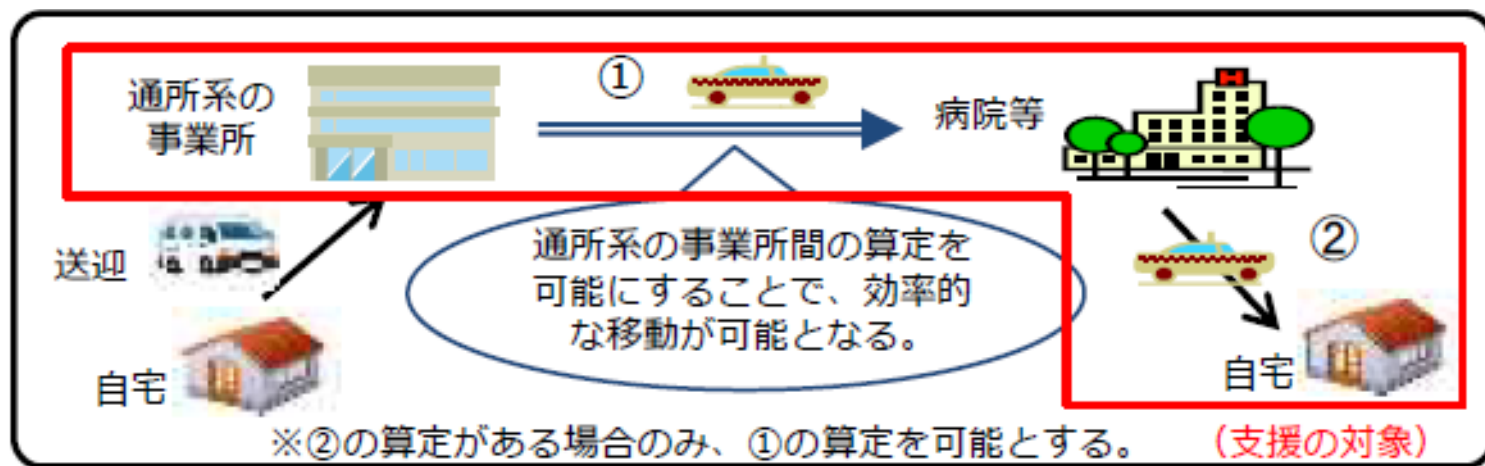 通所系の
事業所
①
病院等
送迎
自宅
通所系の事業所間の算定を
可能にすることで、効率的
な移動が可能となる。
②
自宅
※②の算定がある場合のみ、①の算定を可能とする。
（支援の対象）
H